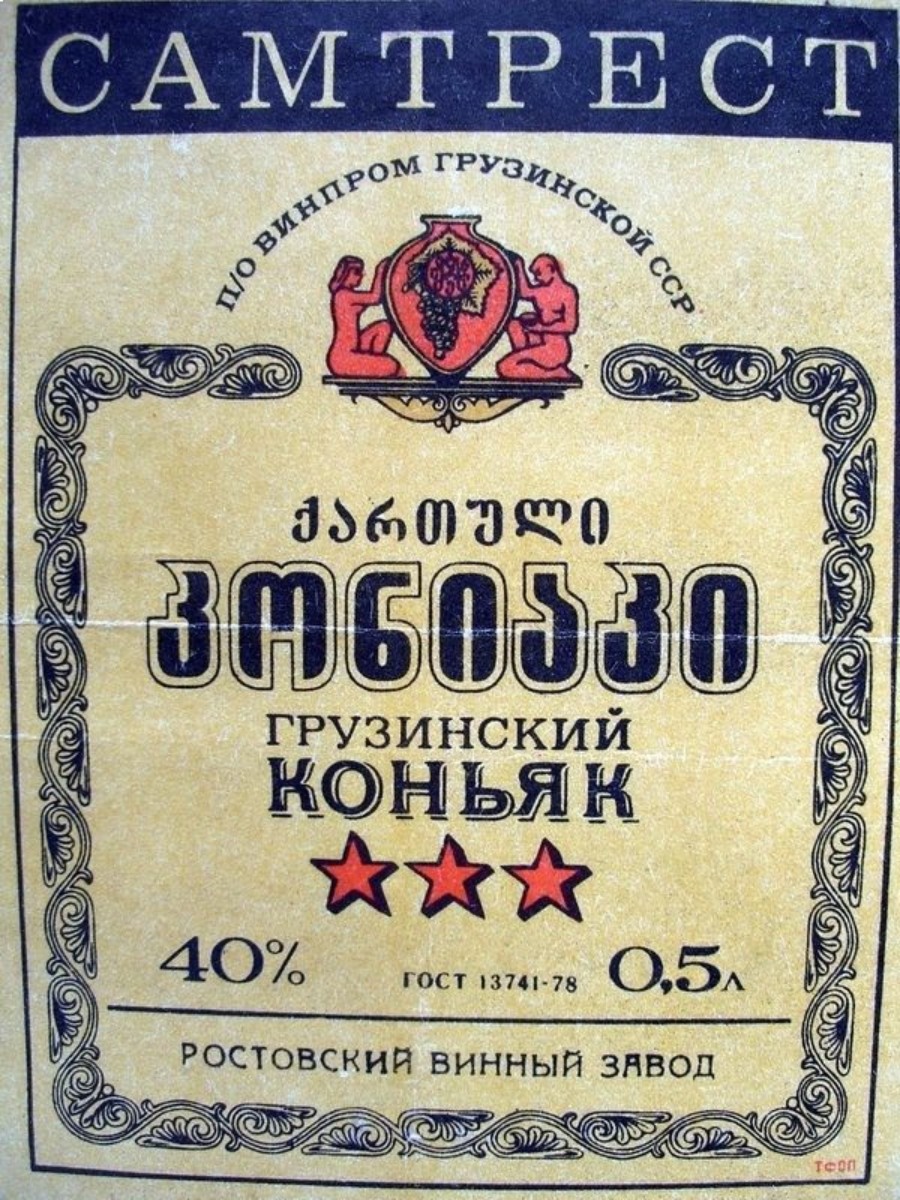 САМТРЕСТ
П/О ВИНПРОМ ГРУЗИНСКОЙ ССР
ქართული
კონიაკი
ГРУЗИНСКИЙ
КОНЬЯК
40% ГОСТ 13741-78 0,5л
РОСТОВСКИЙ ВИННЫЙ ЗАВОД